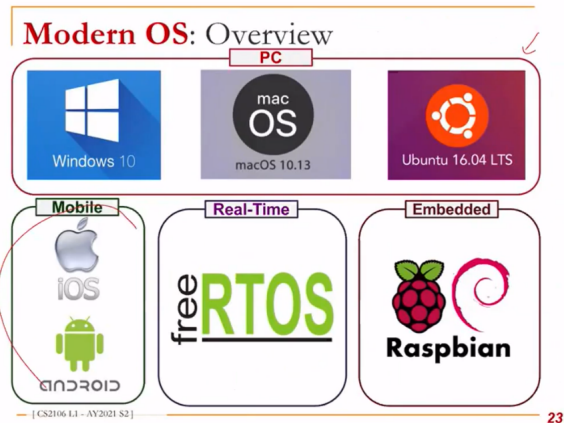 Modern OS: Overview
PC
Windows 10
mac
OS
macOS 10.13
Ubuntu 16.04 LTS
Mobile
iOS
ANDROID
Real-Time
free
RTOS
Embedded
Raspbian
[ CS2106 L1 - AY2021 S2 ]
23